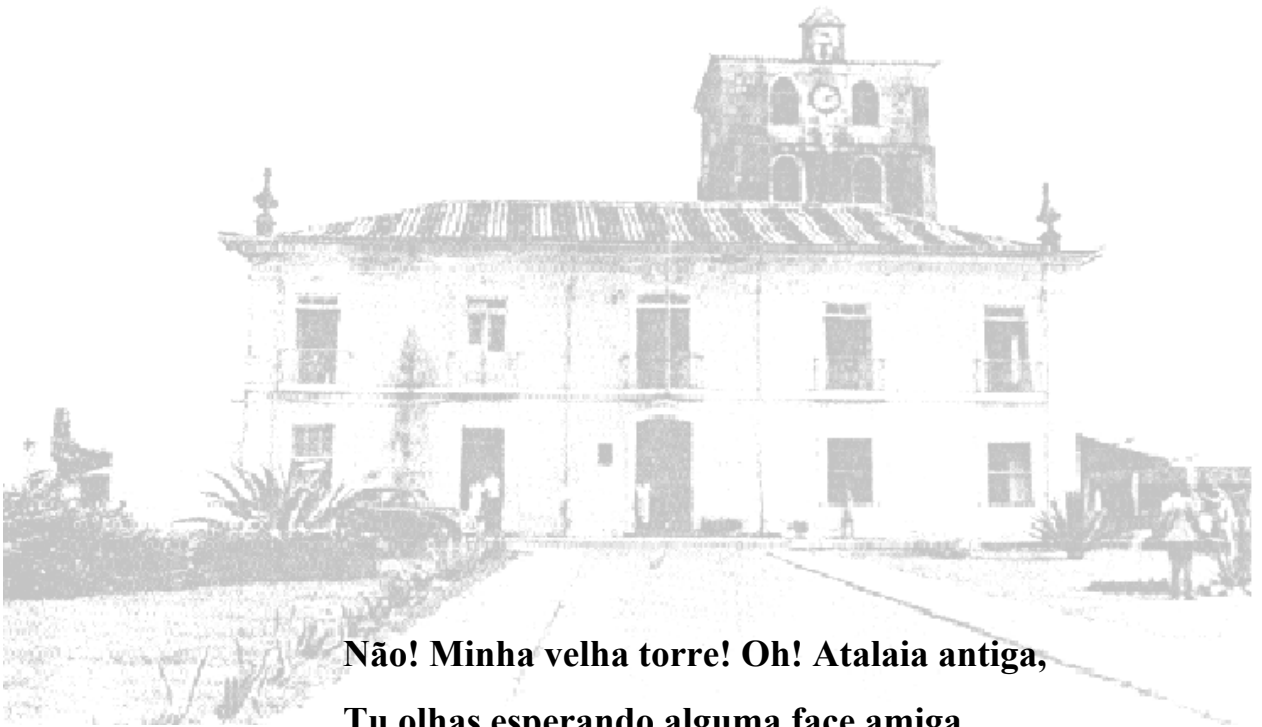 Não! Minha velha torre! Oh! Atalaia antiga,
Tu olhas esperando alguma face amiga